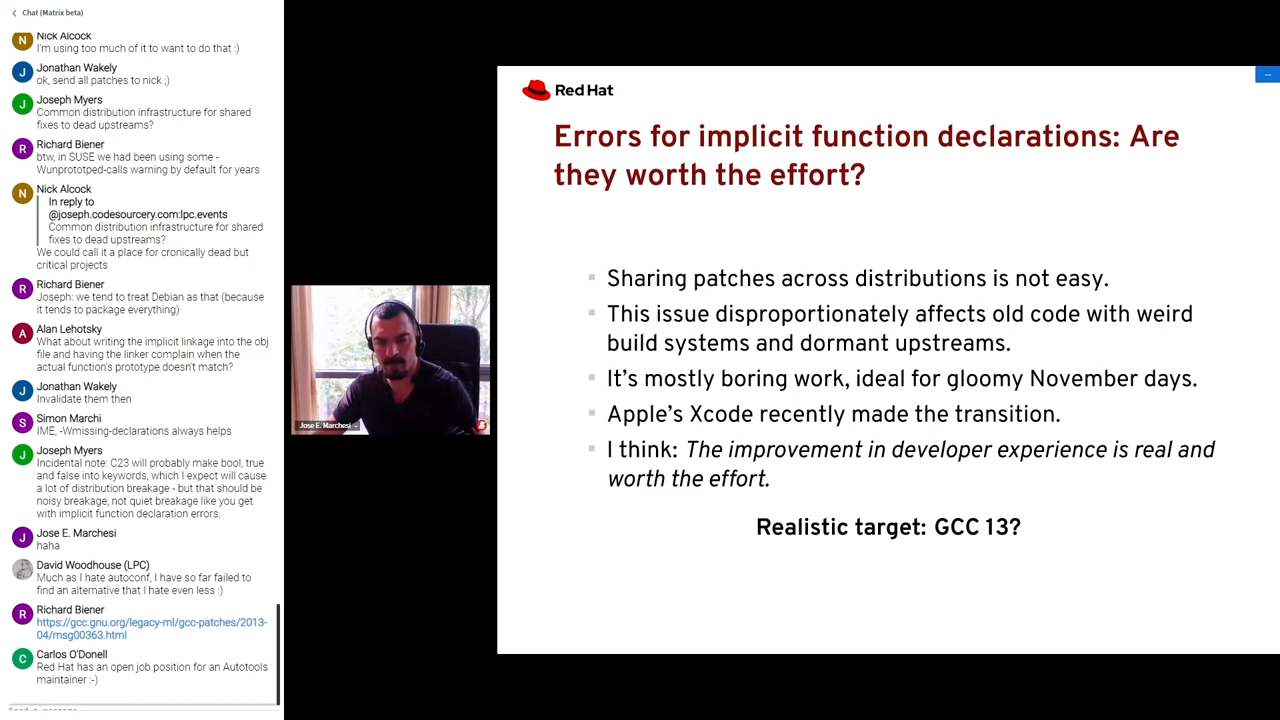 Chat (Matrix beta)
Nick Alcock
I'm using too much of it to want to do that :)
Jonathan Wakely
ok, send all patches to nick ;)
Joseph Myers
Common distribution infrastructure for shared
fixes to dead upstreams?
Richard Biener
btw, in SUSE we had been using some -
Wunprototped-calls warning by default for years
Nick Alcock
In reply to
@joseph.codesourcery.com:lpc.events
Common distribution infrastructure for shared
fixes to dead upstreams?
We could call it a place for cronically dead but
critical projects
Richard Biener
Joseph: we tend to treat Debian as that (because
it tends to package everything)
Alan Lehotsky
What about writing the implicit linkage into the obj
file and having the linker complain when the
actual function's prototype doesn't match?
Jonathan Wakely
Invalidate them then
Simon Marchi
IME, -Wmissing-declarations always helps
Joseph Myers
Incidental note: C23 will probably make bool, true
and false into keywords, which I expect will cause
a lot of distribution breakage - but that should be
noisy breakage, not quiet breakage like you get
with implicit function declaration errors.
Jose E. Marchesi
haha
David Woodhouse (LPC)
Much as I hate autoconf, I have so far failed to
find an alternative that I hate even less :)
Richard Biener
https://gcc.gnu.org/legacy-ml/gcc-patches/2013-
04/msg00363.html
Carlos O'Donell
Red Hat has an open job position for an Autotools
maintainer :-)
Jose E. Marchesi
Red Hat
Errors for implicit function declarations: Are
they worth the effort?
Sharing patches across distributions is not easy.
This issue disproportionately affects old code with weird
build systems and dormant upstreams.
It's mostly boring work, ideal for gloomy November days.
Apple's Xcode recently made the transition.
I think: The improvement in developer experience is real and
worth the effort.
Realistic target: GCC 13?